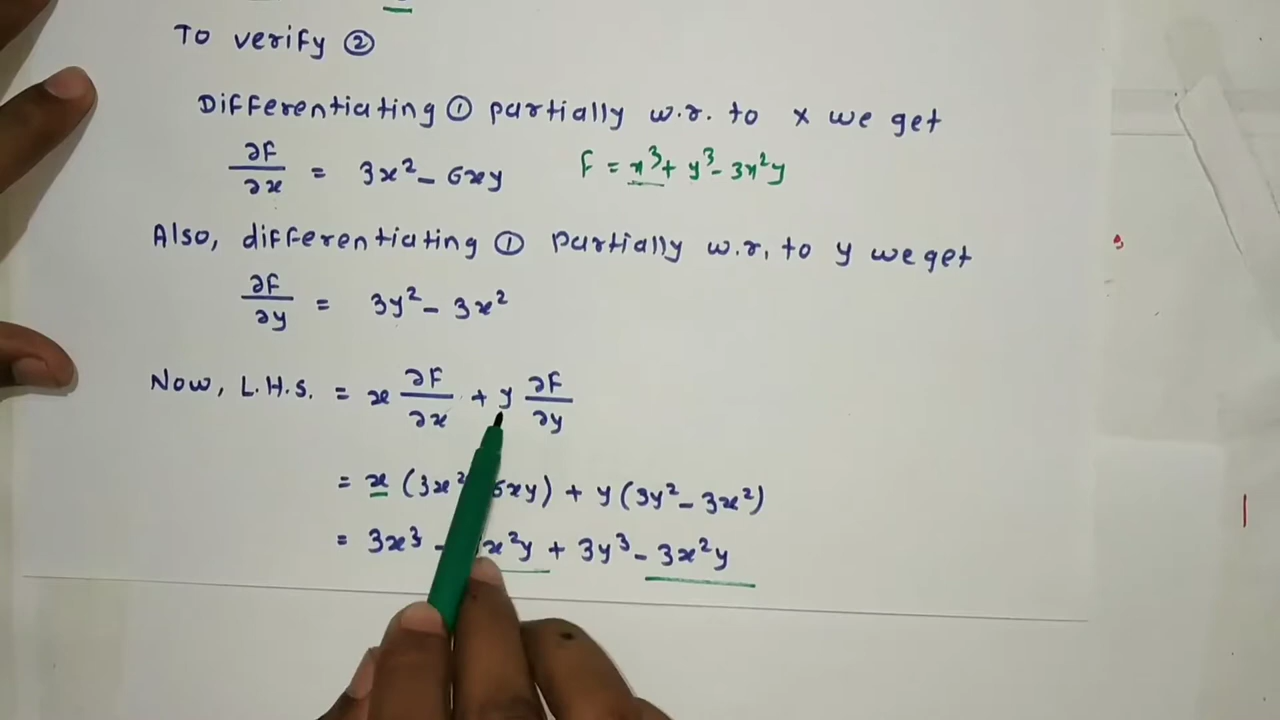 To verify ②
Differentiating ① partially w.r. to x we get
∂F/∂x = 3x² - 6xy F = x³ + y³ - 3x²y
Also, differentiating ① partially w.r. to y we get
∂F/∂y = 3y² - 3x²
Now, L.H.S. = x ∂F/∂x + y ∂F/∂y
= x (3x² 6xy) + y (3y² - 3x²)
= 3x³ - x²y + 3y³ - 3x²y